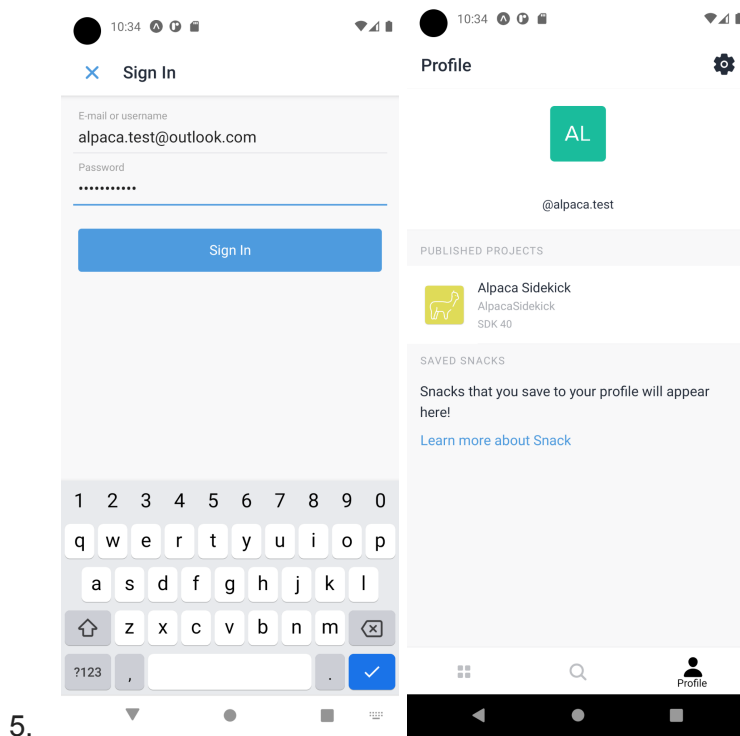 10:34
Sign In
E-mail or username
alpaca.test@outlook.com
Password
•••••••••••
Sign In
1 2 3 4 5 6 7 8 9 0
q w e r t y u i o p
a s d f g h j k l
z x c v b n m
?123 , .
5.
10:34
Profile
AL
@alpaca.test
PUBLISHED PROJECTS
Alpaca Sidekick
AlpacaSidekick
SDK 40
SAVED SNACKS
Snacks that you save to your profile will appear
here!
Learn more about Snack
Profile